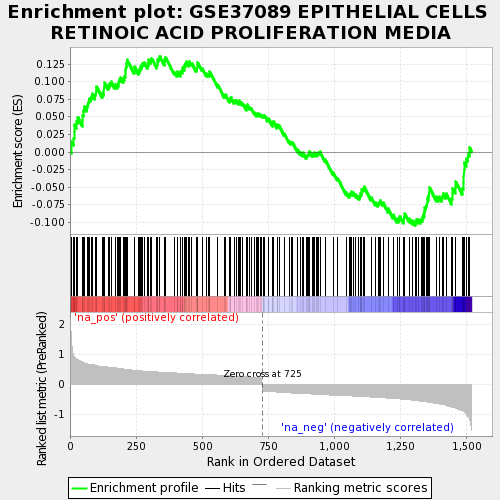 Enrichment plot: GSE37089 EPITHELIAL CELLS
RETINOIC ACID PROLIFERATION MEDIA
Enrichment score (ES)
0.125
0.100
0.075
0.050
0.025
0.000
-0.025
-0.050
-0.075
-0.100
Ranked list metric (PreRanked)
2
1
0
-1
'na_pos' (positively correlated)
Zero cross at 725
'na_neg' (negatively correlated)
0
250
500
750
1,000
1,250
1,500
Rank in Ordered Dataset
Enrichment profile
Hits
Ranking metric scores